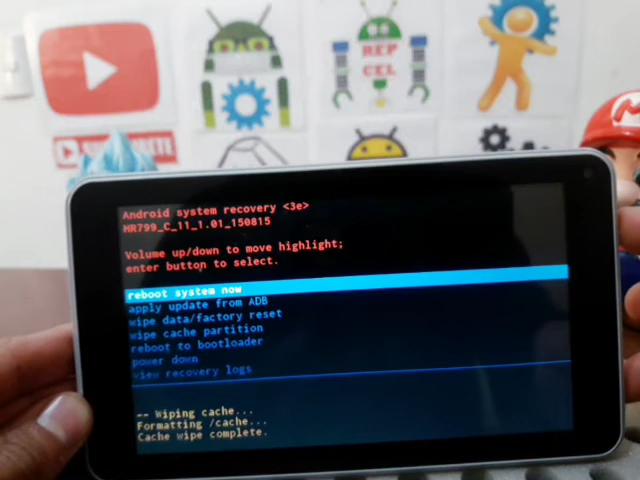 REP
CEL
Android system recovery <3e>
HR799_C_11_1.01_150815
Volume up/down to move highlight;
enter button to select.
reboot system now
apply update from ADB
wipe data/factory reset
wipe cache partition
reboot to bootloader
power down
view recovery logs
-- Wiping cache...
Formatting /cache...
Cache wipe complete.
M